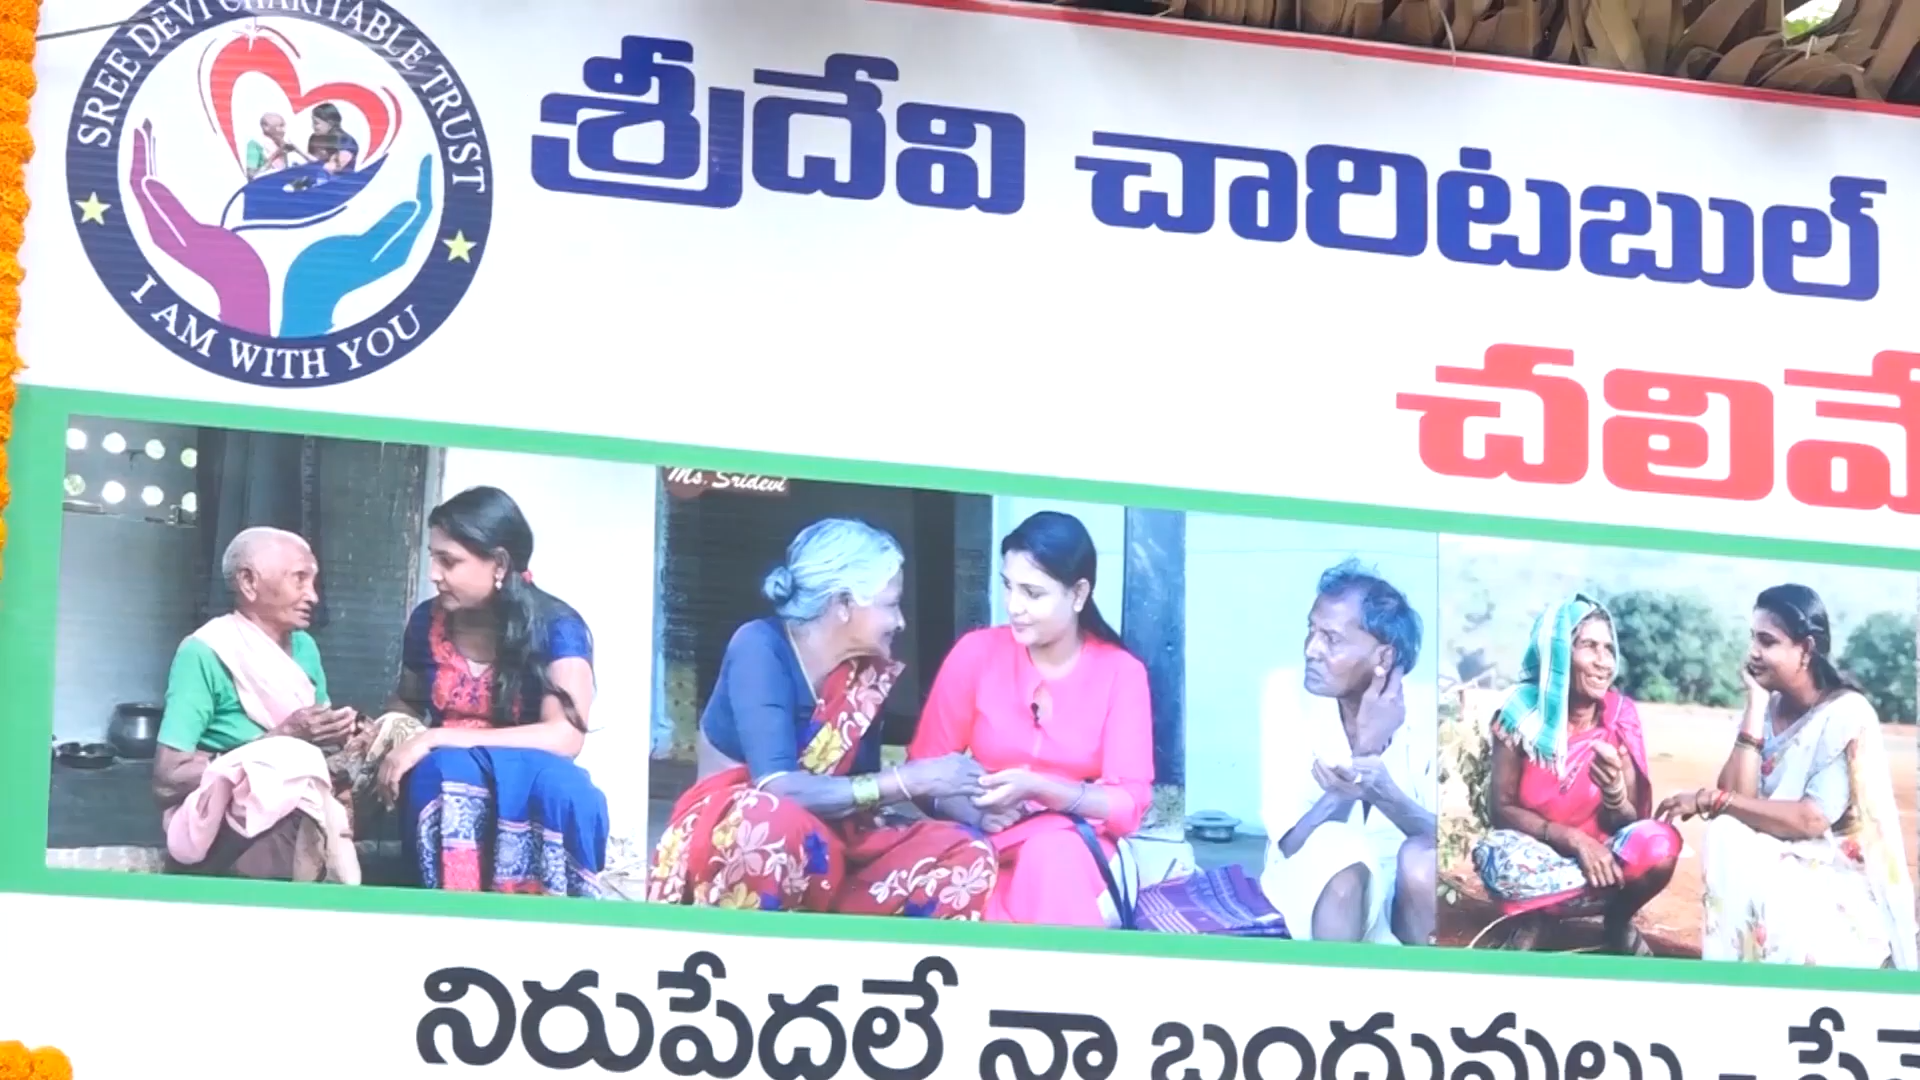 SREE DEVI CHARITABLE TRUST
I AM WITH YOU
శ్రీదేవి చారిటబుల్
Ms. Sridevi
నిరుపేదలే నా బంధువులు -